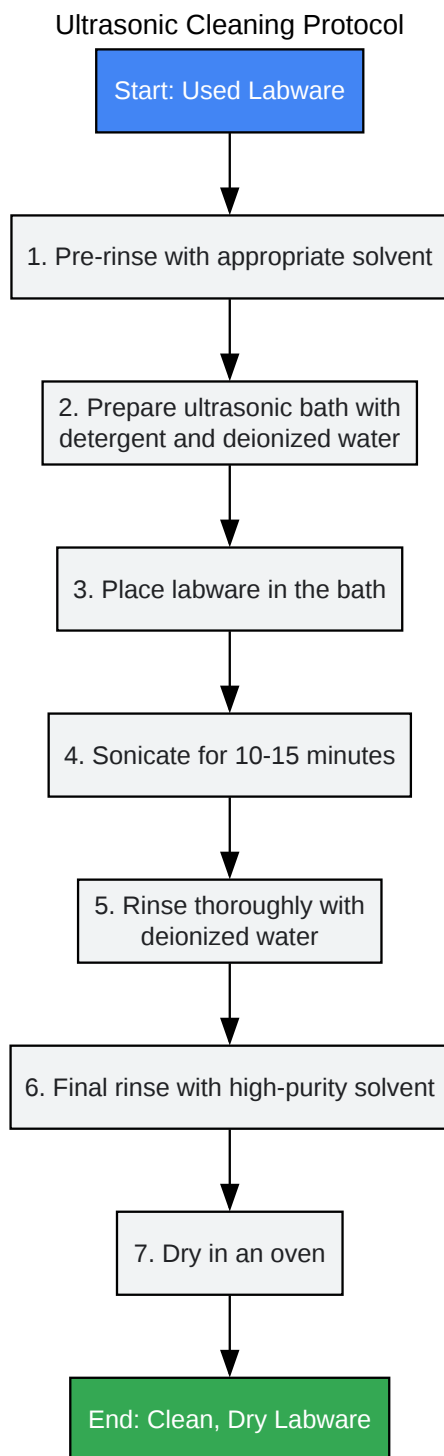 Ultrasonic Cleaning Protocol
Start: Used Labware
1. Pre-rinse with appropriate solvent
2. Prepare ultrasonic bath with
detergent and deionized water
3. Place labware in the bath
4. Sonicate for 10-15 minutes
5. Rinse thoroughly with
deionized water
6. Final rinse with high-purity solvent
7. Dry in an oven
End: Clean, Dry Labware